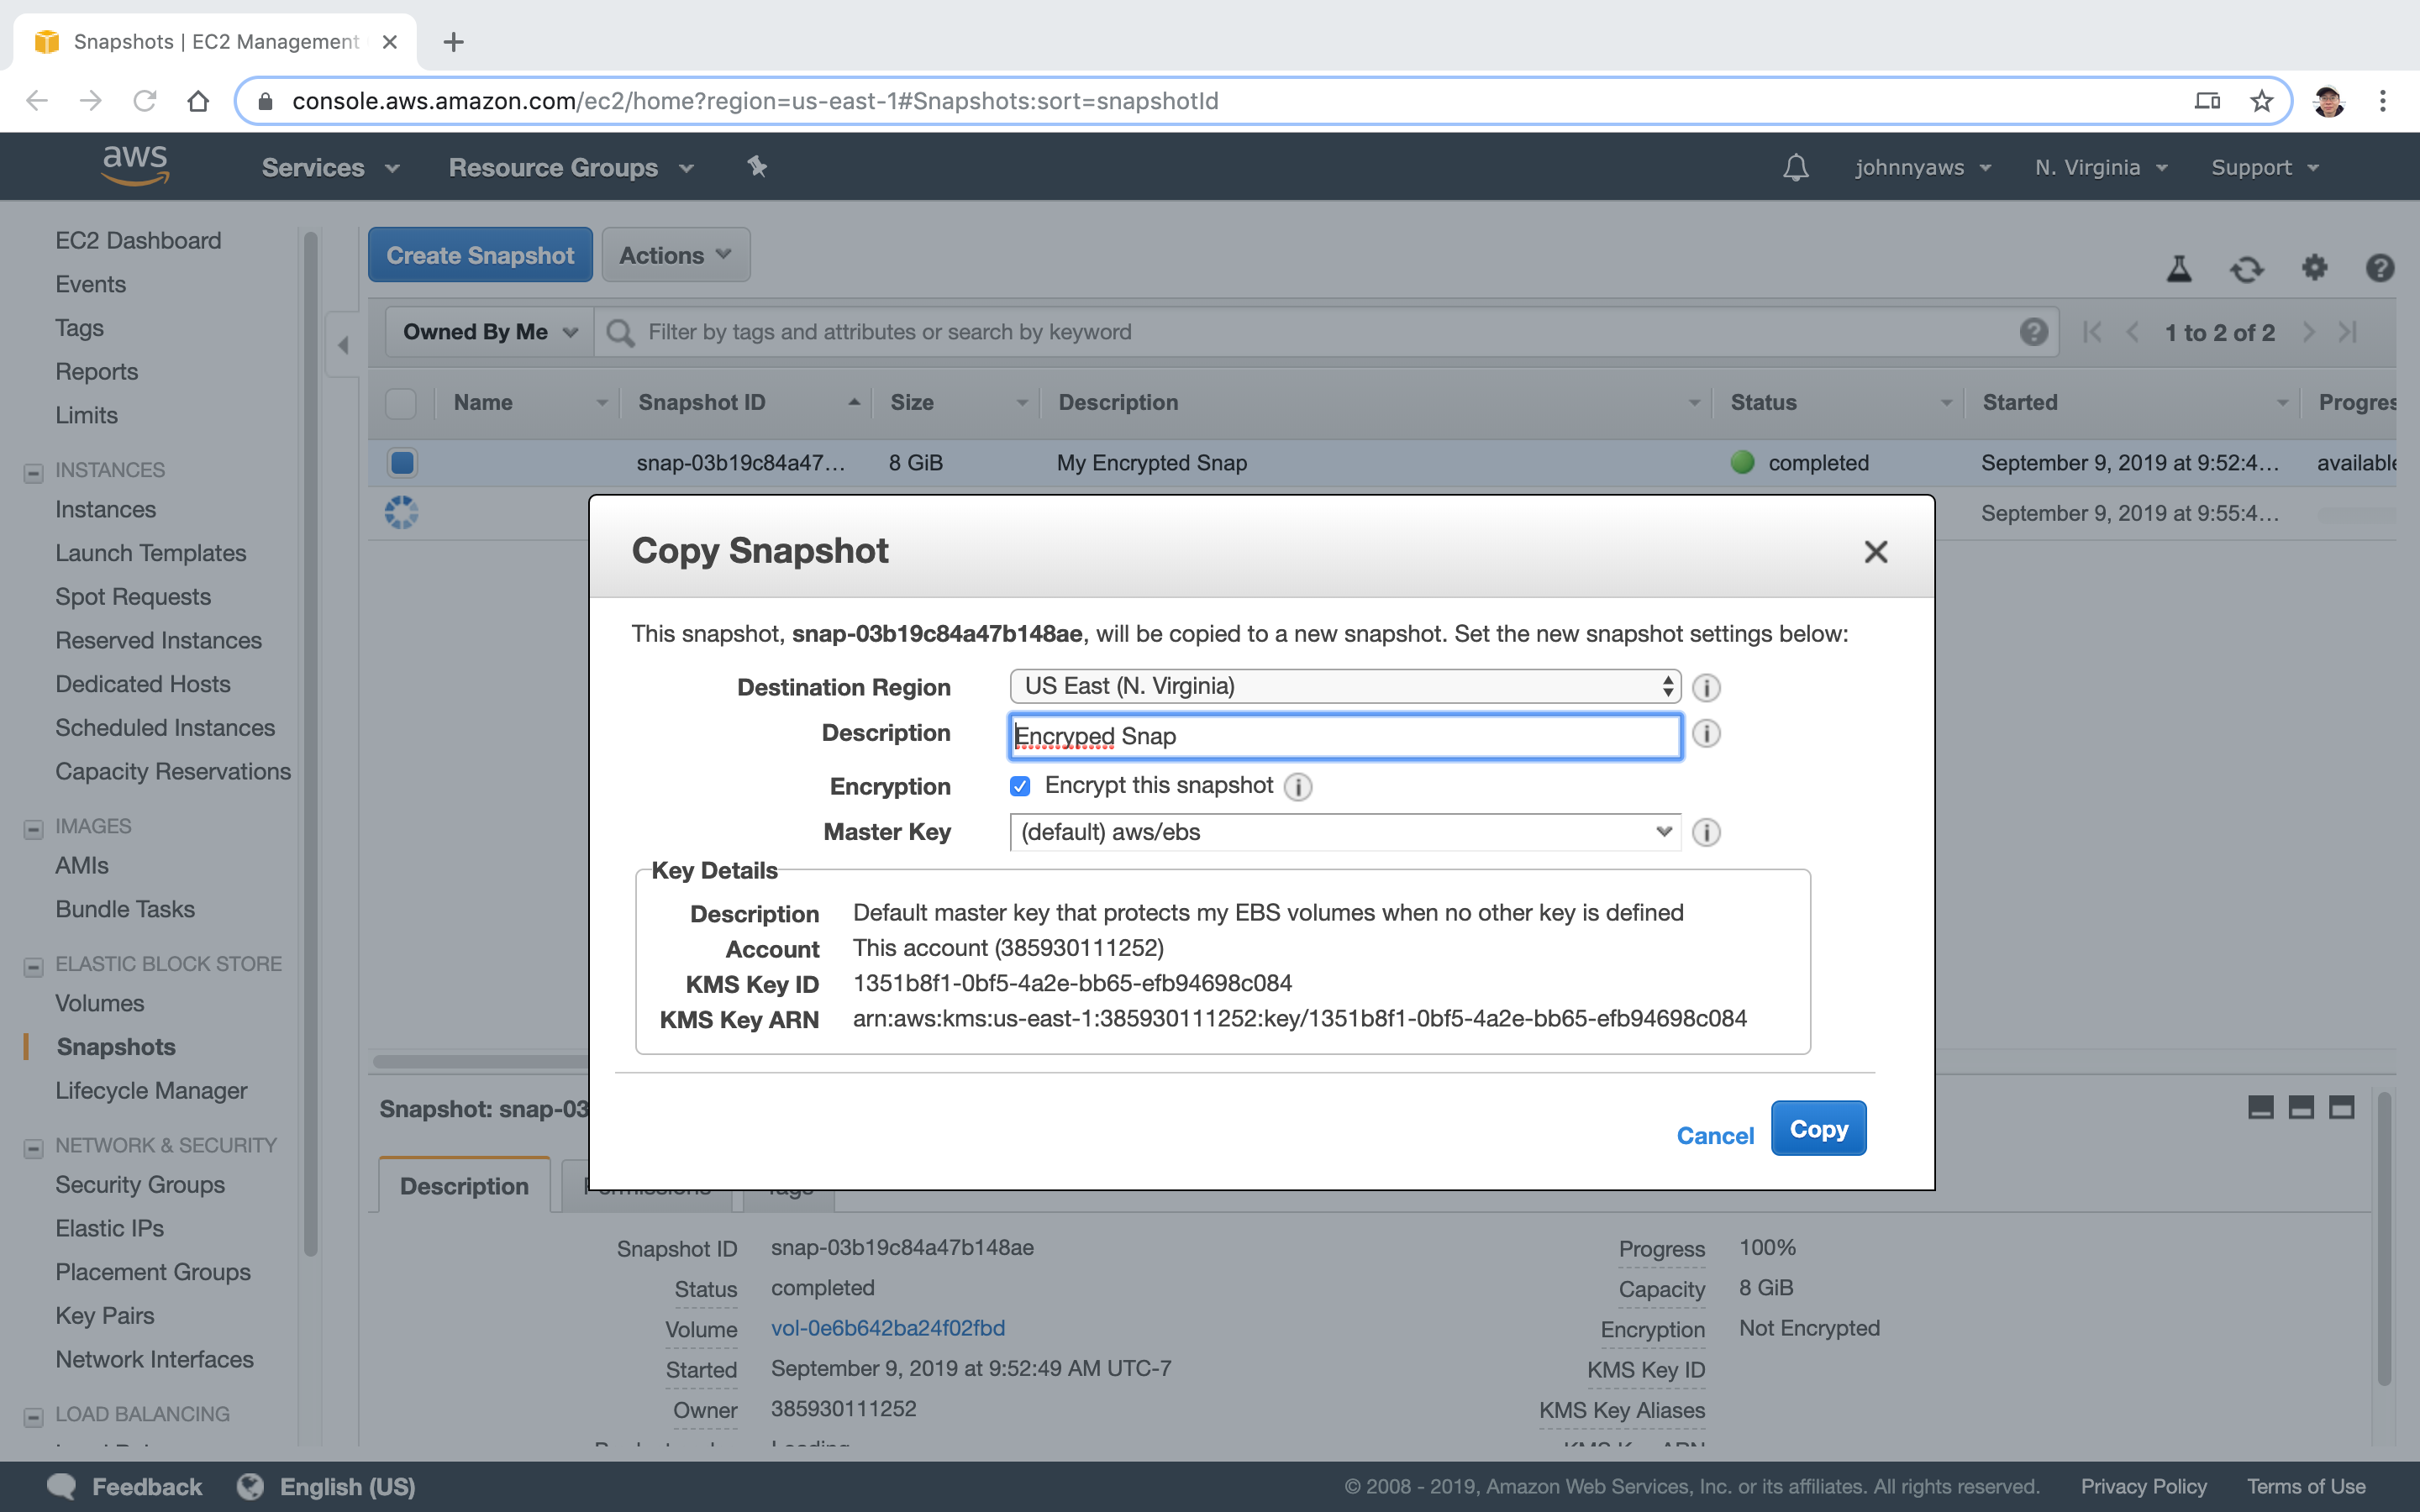 Snapshots | EC2 Management
console.aws.amazon.com/ec2/home?region=us-east-1#Snapshots:sort=snapshotId
aws Services Resource Groups johnnyaws N. Virginia Support
EC2 Dashboard
Events
Tags
Reports
Limits
INSTANCES
Instances
Launch Templates
Spot Requests
Reserved Instances
Dedicated Hosts
Scheduled Instances
Capacity Reservations
IMAGES
AMIs
Bundle Tasks
ELASTIC BLOCK STORE
Volumes
Snapshots
Lifecycle Manager
NETWORK & SECURITY
Security Groups
Elastic IPs
Placement Groups
Key Pairs
Network Interfaces
LOAD BALANCING
Create Snapshot Actions
Owned By Me Filter by tags and attributes or search by keyword 1 to 2 of 2
Name Snapshot ID Size Description Status Started Progres
snap-03b19c84a47... 8 GiB My Encrypted Snap completed September 9, 2019 at 9:52:4... available
September 9, 2019 at 9:55:4...
Copy Snapshot
This snapshot, snap-03b19c84a47b148ae, will be copied to a new snapshot. Set the new snapshot settings below:
Destination Region US East (N. Virginia)
Description Encryped Snap
Encryption Encrypt this snapshot
Master Key (default) aws/ebs
Key Details
Description Default master key that protects my EBS volumes when no other key is defined
Account This account (385930111252)
KMS Key ID 1351b8f1-0bf5-4a2e-bb65-efb94698c084
KMS Key ARN arn:aws:kms:us-east-1:385930111252:key/1351b8f1-0bf5-4a2e-bb65-efb94698c084
Cancel Copy
Snapshot: snap-03
Description Permissions Tags
Snapshot ID snap-03b19c84a47b148ae
Status completed
Volume vol-0e6b642ba24f02fbd
Started September 9, 2019 at 9:52:49 AM UTC-7
Owner 385930111252
Progress 100%
Capacity 8 GiB
Encryption Not Encrypted
KMS Key ID
KMS Key Aliases
KMS Key ARN
Feedback English (US) © 2008 - 2019, Amazon Web Services, Inc. or its affiliates. All rights reserved. Privacy Policy Terms of Use